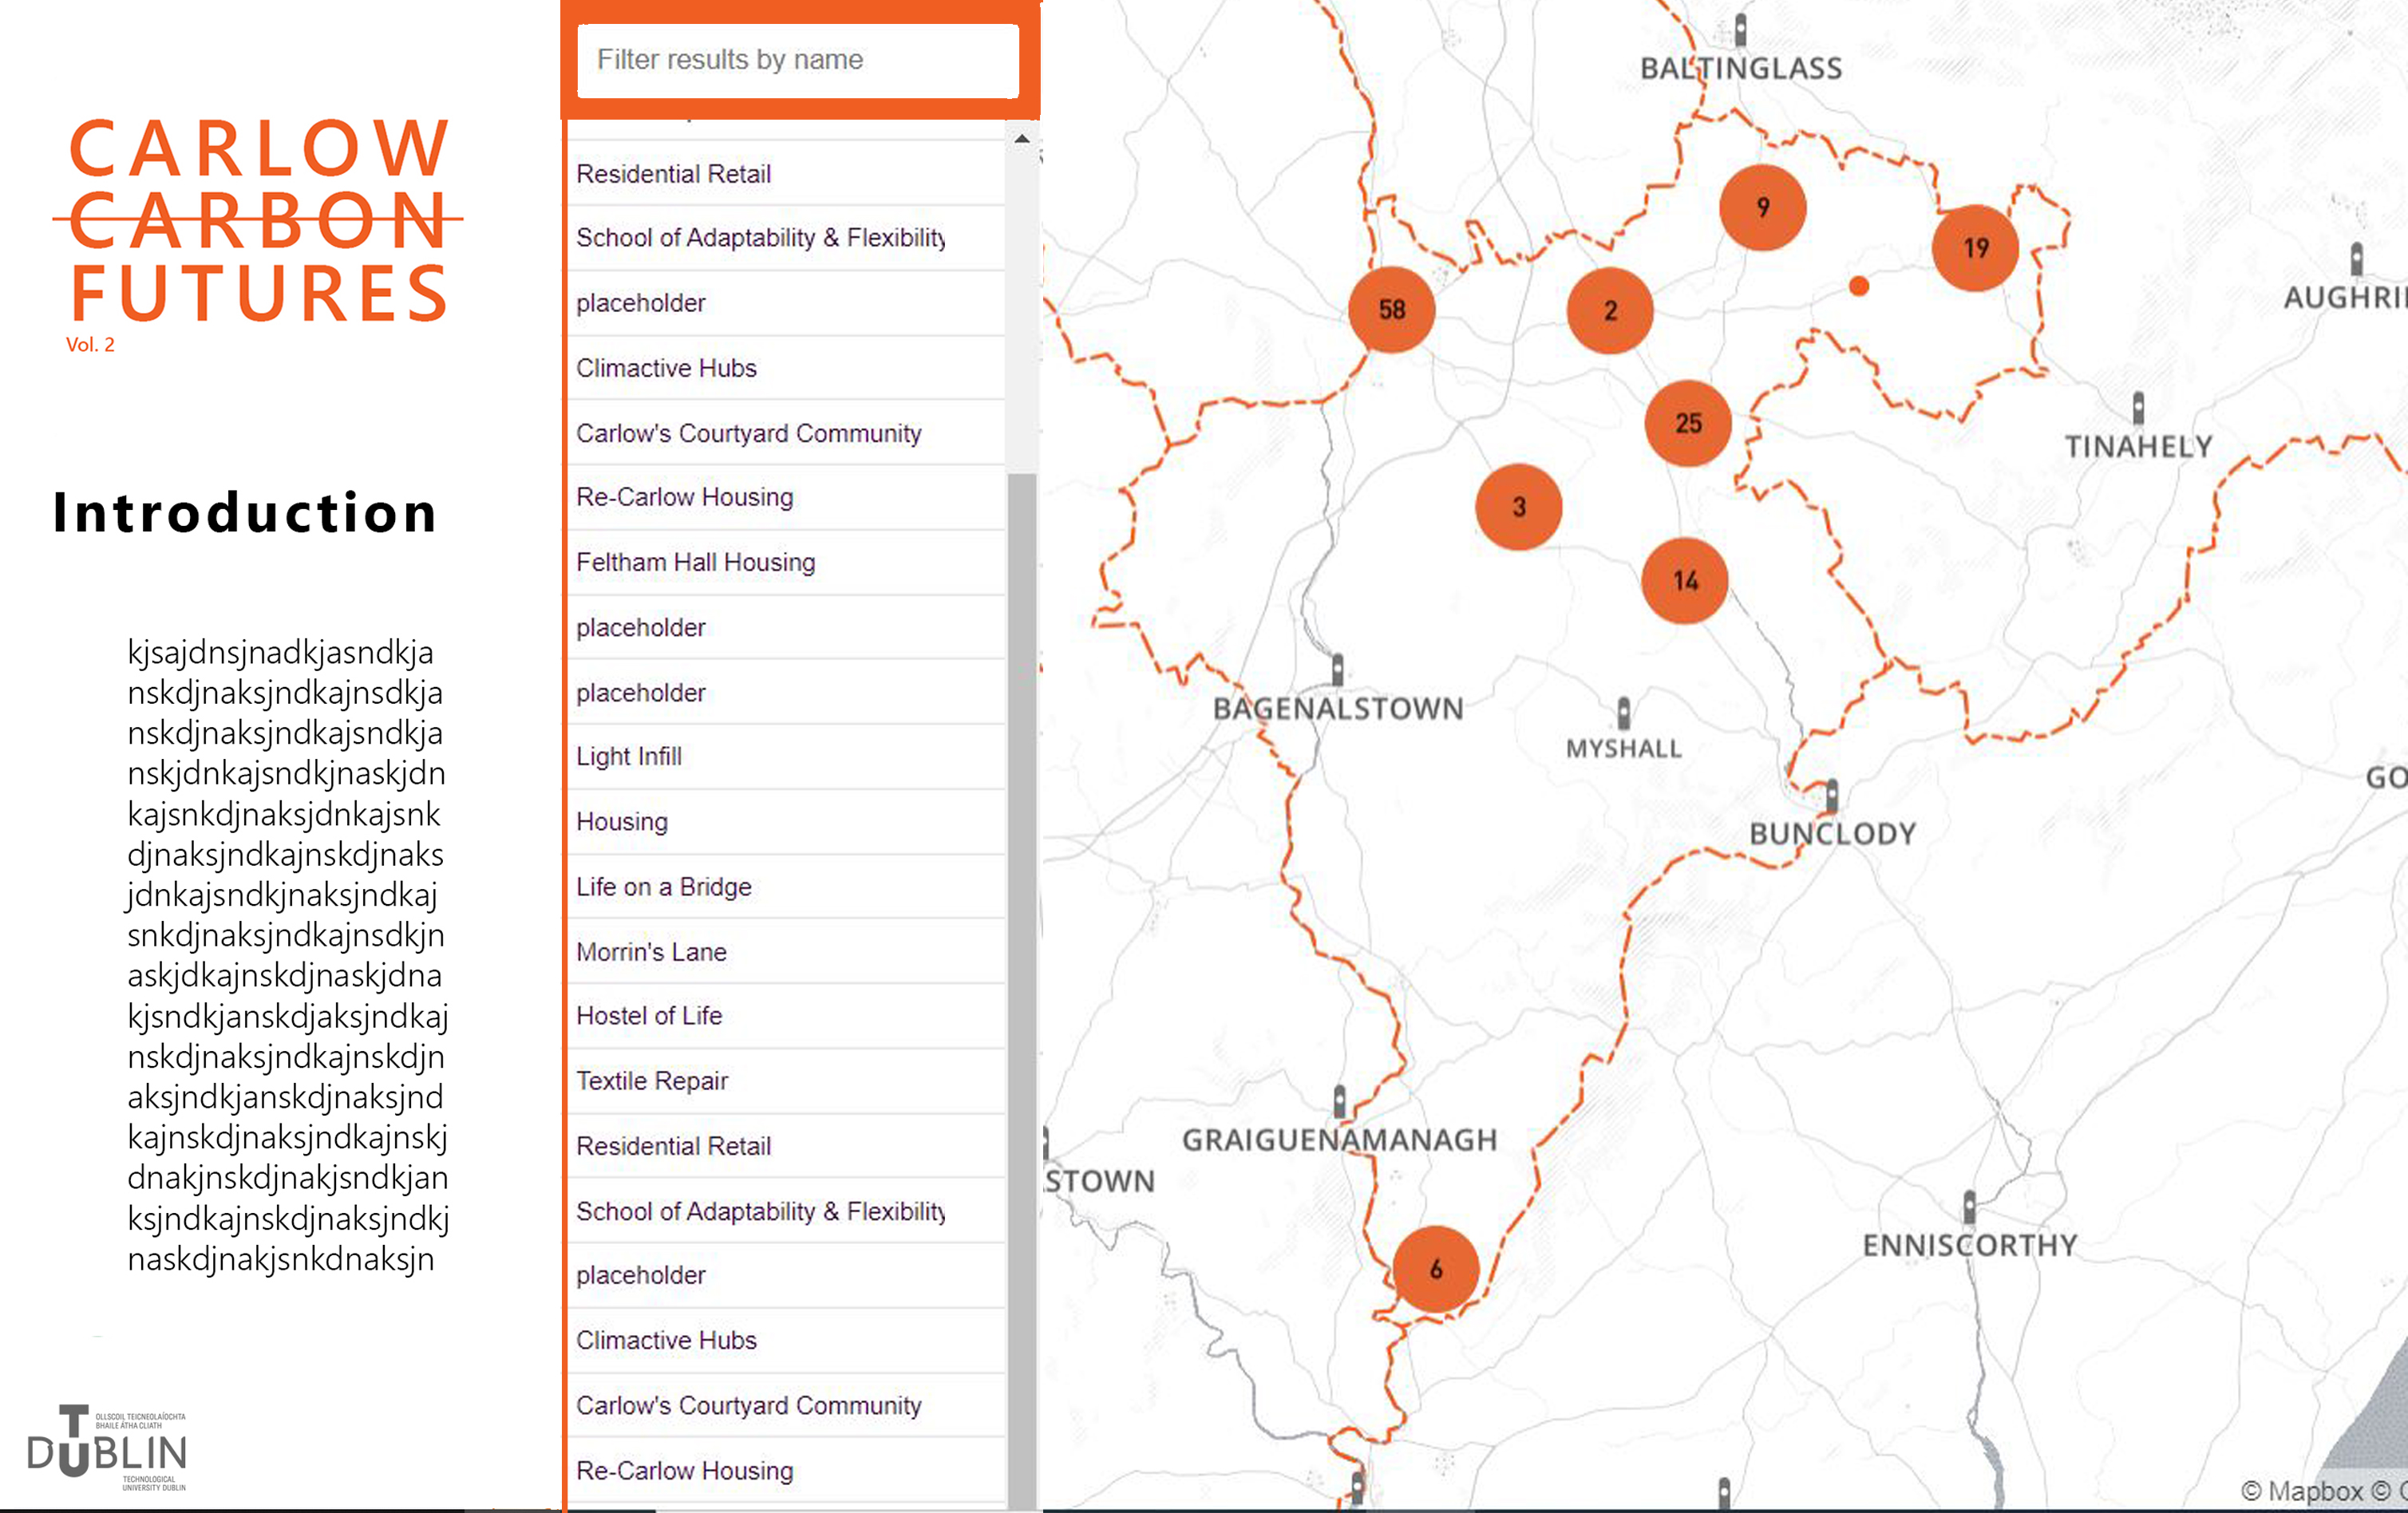 CARLOW
CARBON
FUTURES
Vol. 2
Introduction
kjsajdnsjnadkjasndkja
nskdjnaksjndkajnsdkja
nskdjnaksjndkajsndkja
nskjdnkajsndkjnaskjdn
kajsnkdjnaksjdnkajsnk
djnaksjndkajnskdjnaks
jdnkajsndkjnaksjndkaj
snkdjnaksjndkajnsdkjn
askjdkajnskdjnaskjdna
kjsndkjanskdjaksjndkaj
nskdjnaksjndkajnskdjn
aksjndkjanskdjnaksjnd
kajnskdjnaksjndkajnskj
dnakjnskdjnakjsndkjan
ksjndkajnskdjnaksjndkj
naskdjnakjsnkdnaksjn
OLLSCOIL TEICNEOLAÍOCHTA
BHAILE ÁTHA CLIATH
T
DUBLIN
TECHNOLOGICAL
UNIVERSITY DUBLIN
Filter results by name
Residential Retail
School of Adaptability & Flexibility
placeholder
Climactive Hubs
Carlow's Courtyard Community
Re-Carlow Housing
Feltham Hall Housing
placeholder
placeholder
Light Infill
Housing
Life on a Bridge
Morrin's Lane
Hostel of Life
Textile Repair
Residential Retail
School of Adaptability & Flexibility
placeholder
Climactive Hubs
Carlow's Courtyard Community
Re-Carlow Housing
BALTINGLASS
9
19
58
2
AUGHRI
25
TINAHELY
3
14
BAGENALSTOWN
MYSHALL
GO
BUNCLODY
GRAIGUENAMANAGH
STOWN
ENNISCORTHY
6
© Mapbox ©